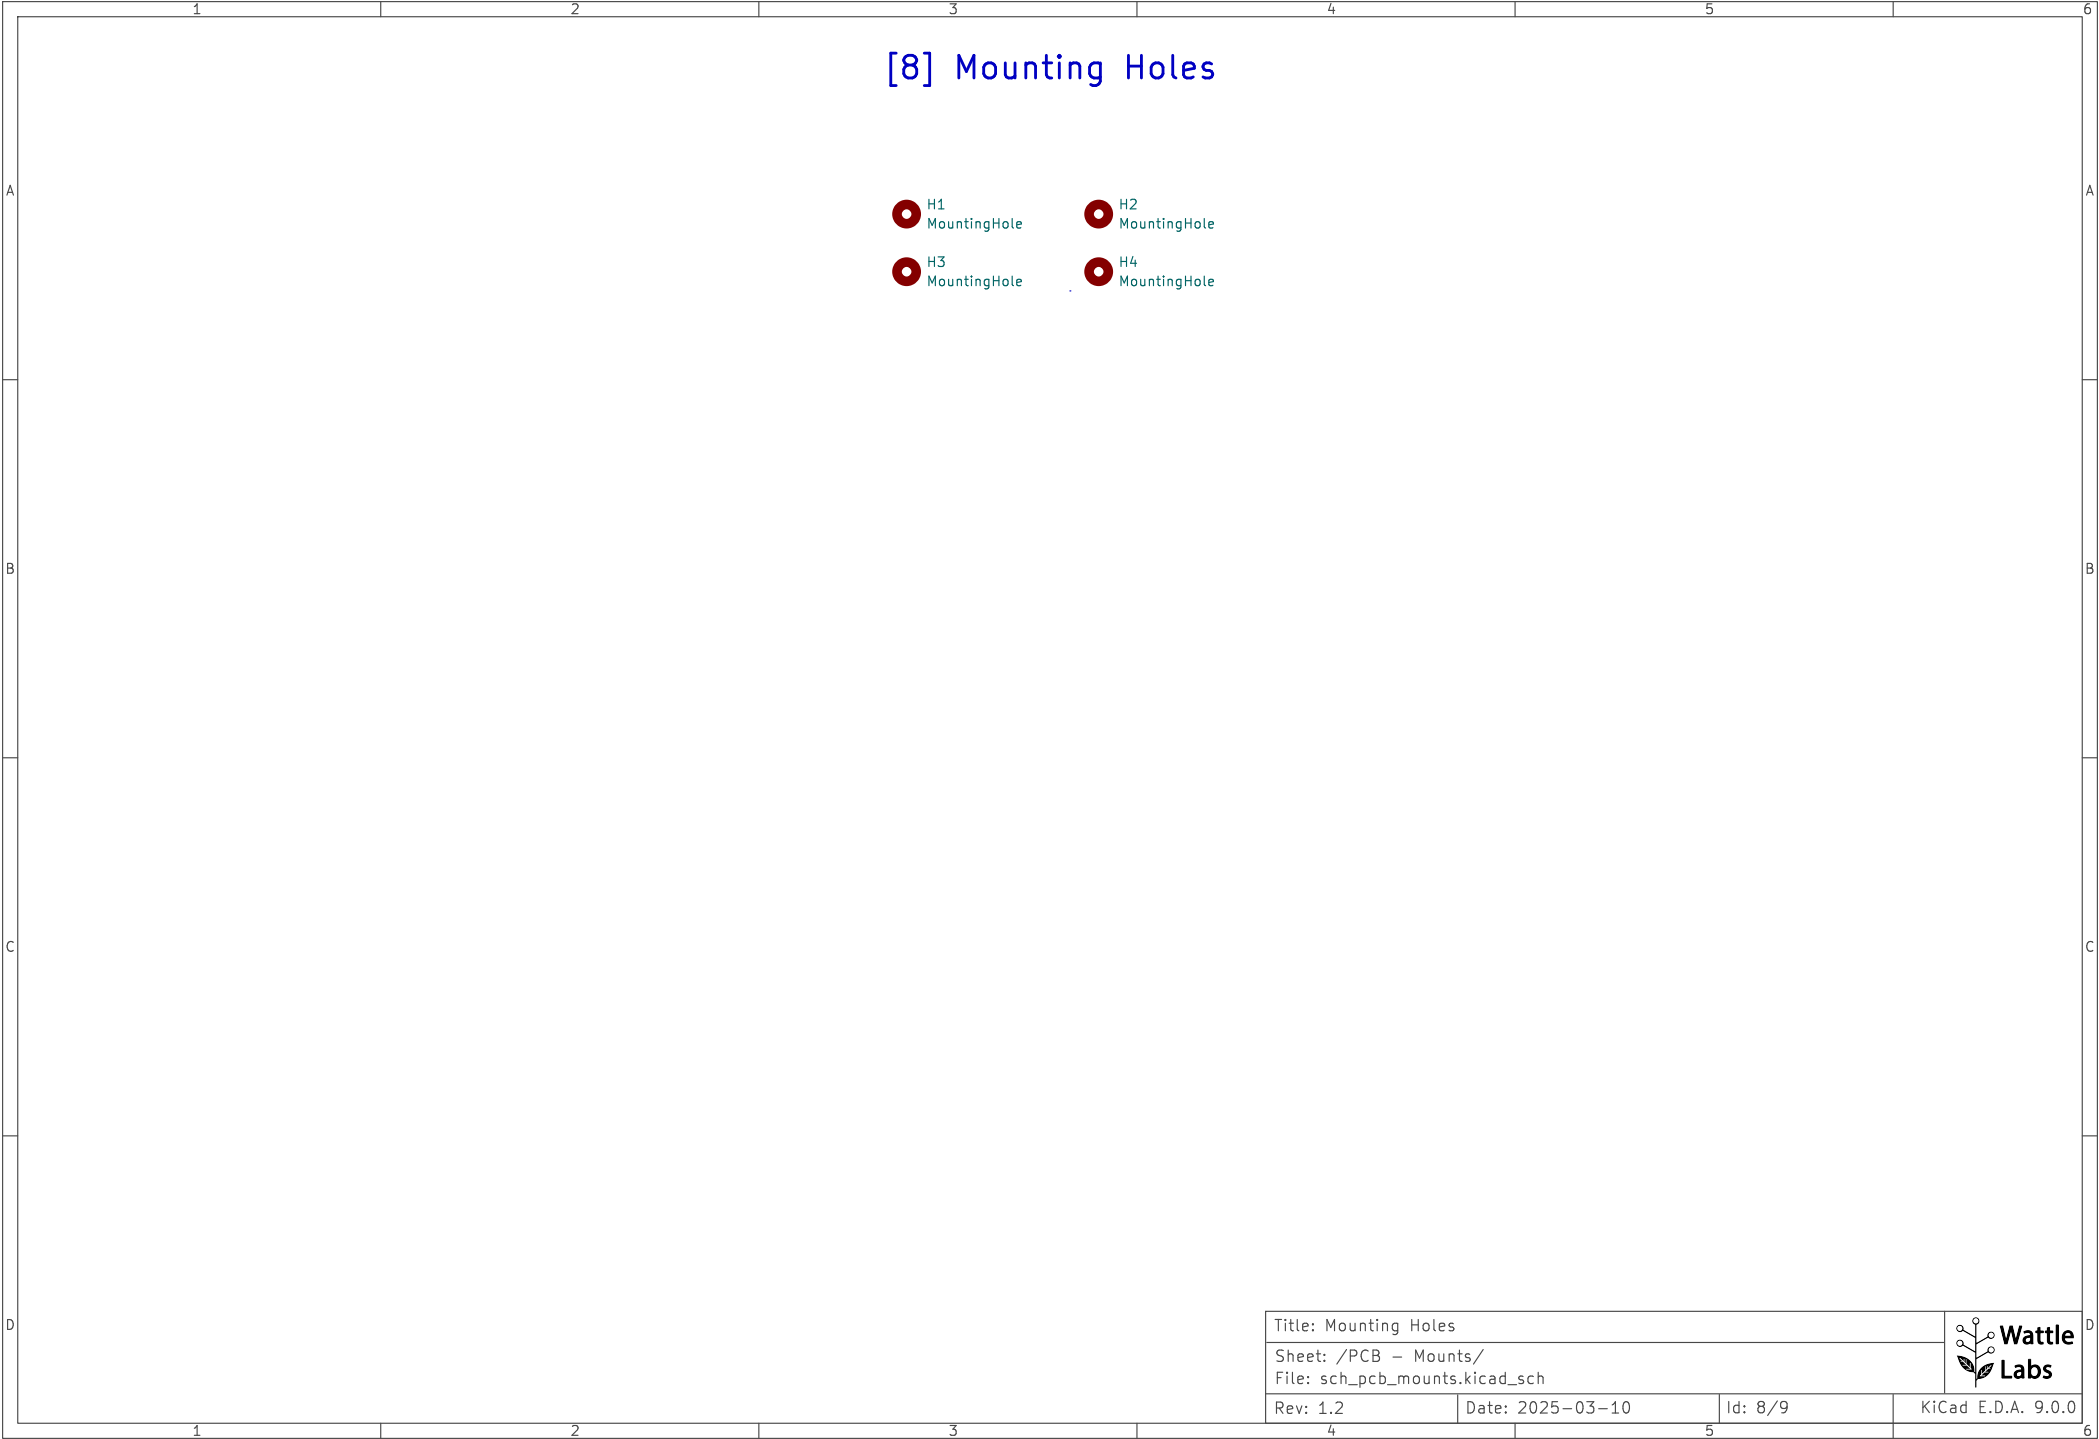 1 2 3 4 5 6
[8] Mounting Holes
A A
H1 H2
MountingHole MountingHole
H3 H4
MountingHole MountingHole
B B
C C
D D
Title: Mounting Holes
Sheet: /PCB - Mounts/
File: sch_pcb_mounts.kicad_sch
Wattle
Labs
Rev: 1.2 Date: 2025-03-10 Id: 8/9 KiCad E.D.A. 9.0.0
1 2 3 4 5 6